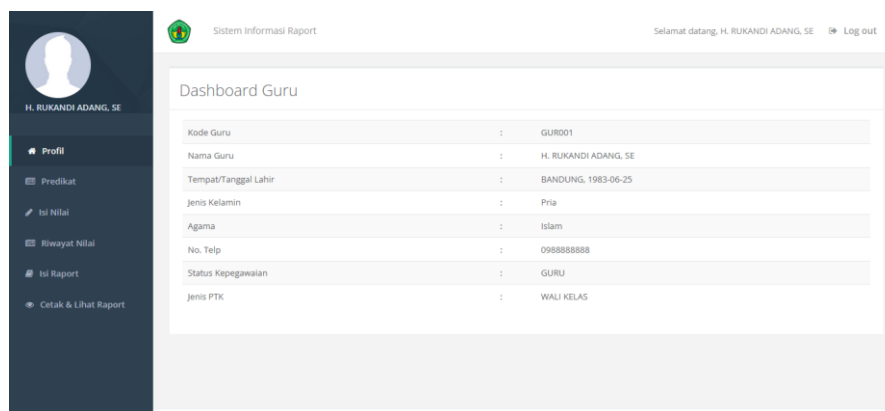 Sistem Informasi Raport
Selamat datang, H. RUKANDI ADANG, SE Log out
H. RUKANDI ADANG, SE
Profil
Predikat
Isi Nilai
Riwayat Nilai
Isi Raport
Cetak & Lihat Raport
Dashboard Guru
Kode Guru : GUR001
Nama Guru : H. RUKANDI ADANG, SE
Tempat/Tanggal Lahir : BANDUNG, 1983-06-25
Jenis Kelamin : Pria
Agama : Islam
No. Telp : 0988888888
Status Kepegawaian : GURU
Jenis PTK : WALI KELAS